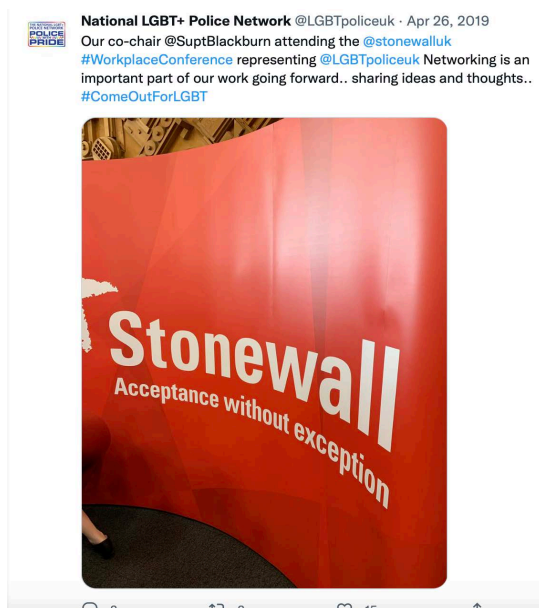 National LGBT+ Police Network @LGBTpoliceuk · Apr 26, 2019
Our co-chair @SuptBlackburn attending the @stonewalluk
#WorkplaceConference representing @LGBTpoliceuk Networking is an
important part of our work going forward.. sharing ideas and thoughts..
#ComeOutForLGBT
POLICE
PRIDE
Stonewall
Acceptance without exception